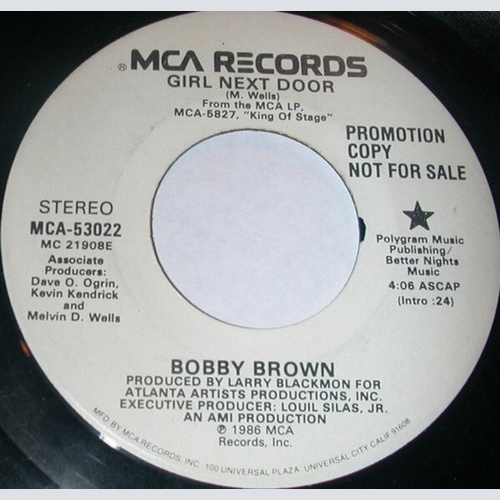 ® MCA RECORDS
GIRL NEXT DOOR
(M. Wells)
From the MCA LP,
MCA-5827, "King Of Stage"
PROMOTION
COPY
NOT FOR SALE
STEREO
MCA-53022
MC 21908E
Associate
Producers:
Dave O. Ogrin,
Kevin Kendrick
and
Melvin D. Wells
Polygram Music
Publishing/
Better Nights
Music
4:06 ASCAP
(Intro :24)
BOBBY BROWN
PRODUCED BY LARRY BLACKMON FOR
ATLANTA ARTISTS PRODUCTIONS, INC.
EXECUTIVE PRODUCER: LOUIL SILAS, JR.
AN AMI PRODUCTION
℗ 1986 MCA
Records, Inc.
MFD BY MCA RECORDS, INC. 100 UNIVERSAL PLAZA, UNIVERSAL CITY, CALIF. 91608